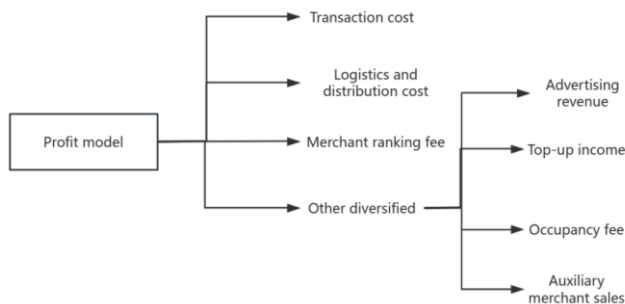 Transaction cost
Logistics and
distribution cost
Profit model
Merchant ranking fee
Other diversified
Advertising
revenue
Top-up income
Occupancy fee
Auxiliary
merchant sales